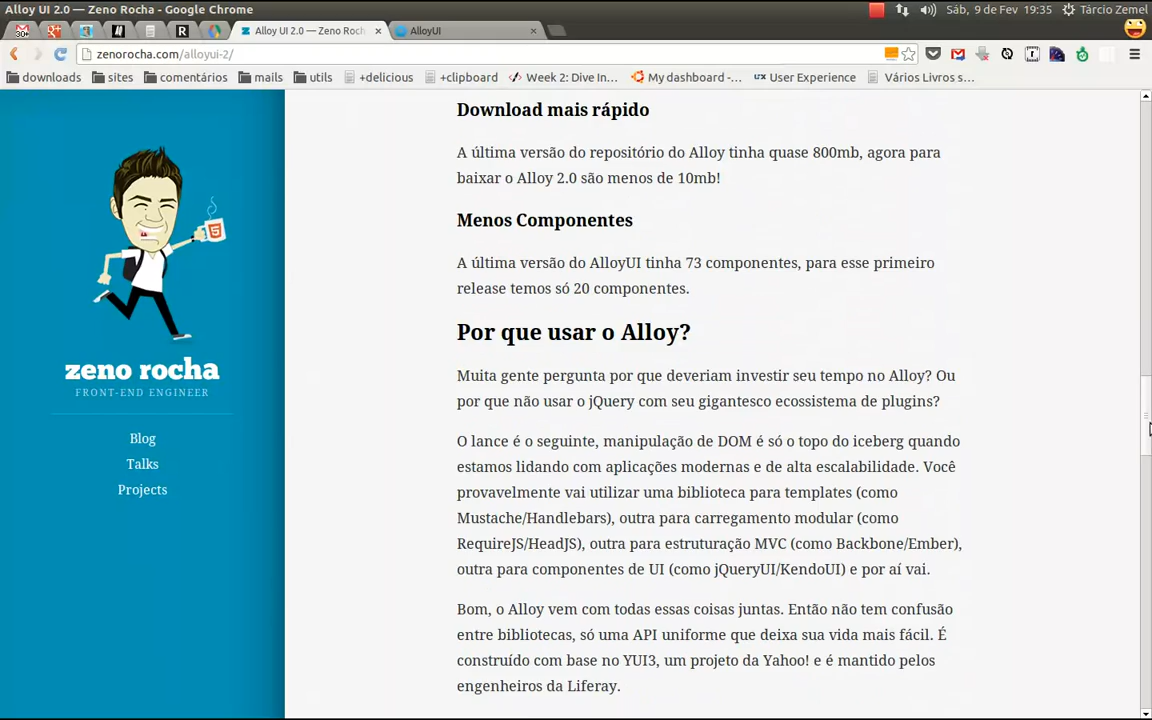 Alloy UI 2.0 — Zeno Rocha - Google Chrome
Sáb, 9 de Fev 19:35 Tárcio Zemel
30+
Alloy UI 2.0 — Zeno Roch
AlloyUI
zenorocha.com/alloyui-2/
downloads sites comentários mails utils +delicious +clipboard Week 2: Dive In... My dashboard -... UX User Experience Vários Livros s...
Download mais rápido
A última versão do repositório do Alloy tinha quase 800mb, agora para
baixar o Alloy 2.0 são menos de 10mb!
Menos Componentes
A última versão do AlloyUI tinha 73 componentes, para esse primeiro
release temos só 20 componentes.
Por que usar o Alloy?
Muita gente pergunta por que deveriam investir seu tempo no Alloy? Ou
por que não usar o jQuery com seu gigantesco ecossistema de plugins?
O lance é o seguinte, manipulação de DOM é só o topo do iceberg quando
estamos lidando com aplicações modernas e de alta escalabilidade. Você
provavelmente vai utilizar uma biblioteca para templates (como
Mustache/Handlebars), outra para carregamento modular (como
RequireJS/HeadJS), outra para estruturação MVC (como Backbone/Ember),
outra para componentes de UI (como jQueryUI/KendoUI) e por aí vai.
Bom, o Alloy vem com todas essas coisas juntas. Então não tem confusão
entre bibliotecas, só uma API uniforme que deixa sua vida mais fácil. É
construído com base no YUI3, um projeto da Yahoo! e é mantido pelos
engenheiros da Liferay.
zeno rocha
FRONT-END ENGINEER
Blog
Talks
Projects